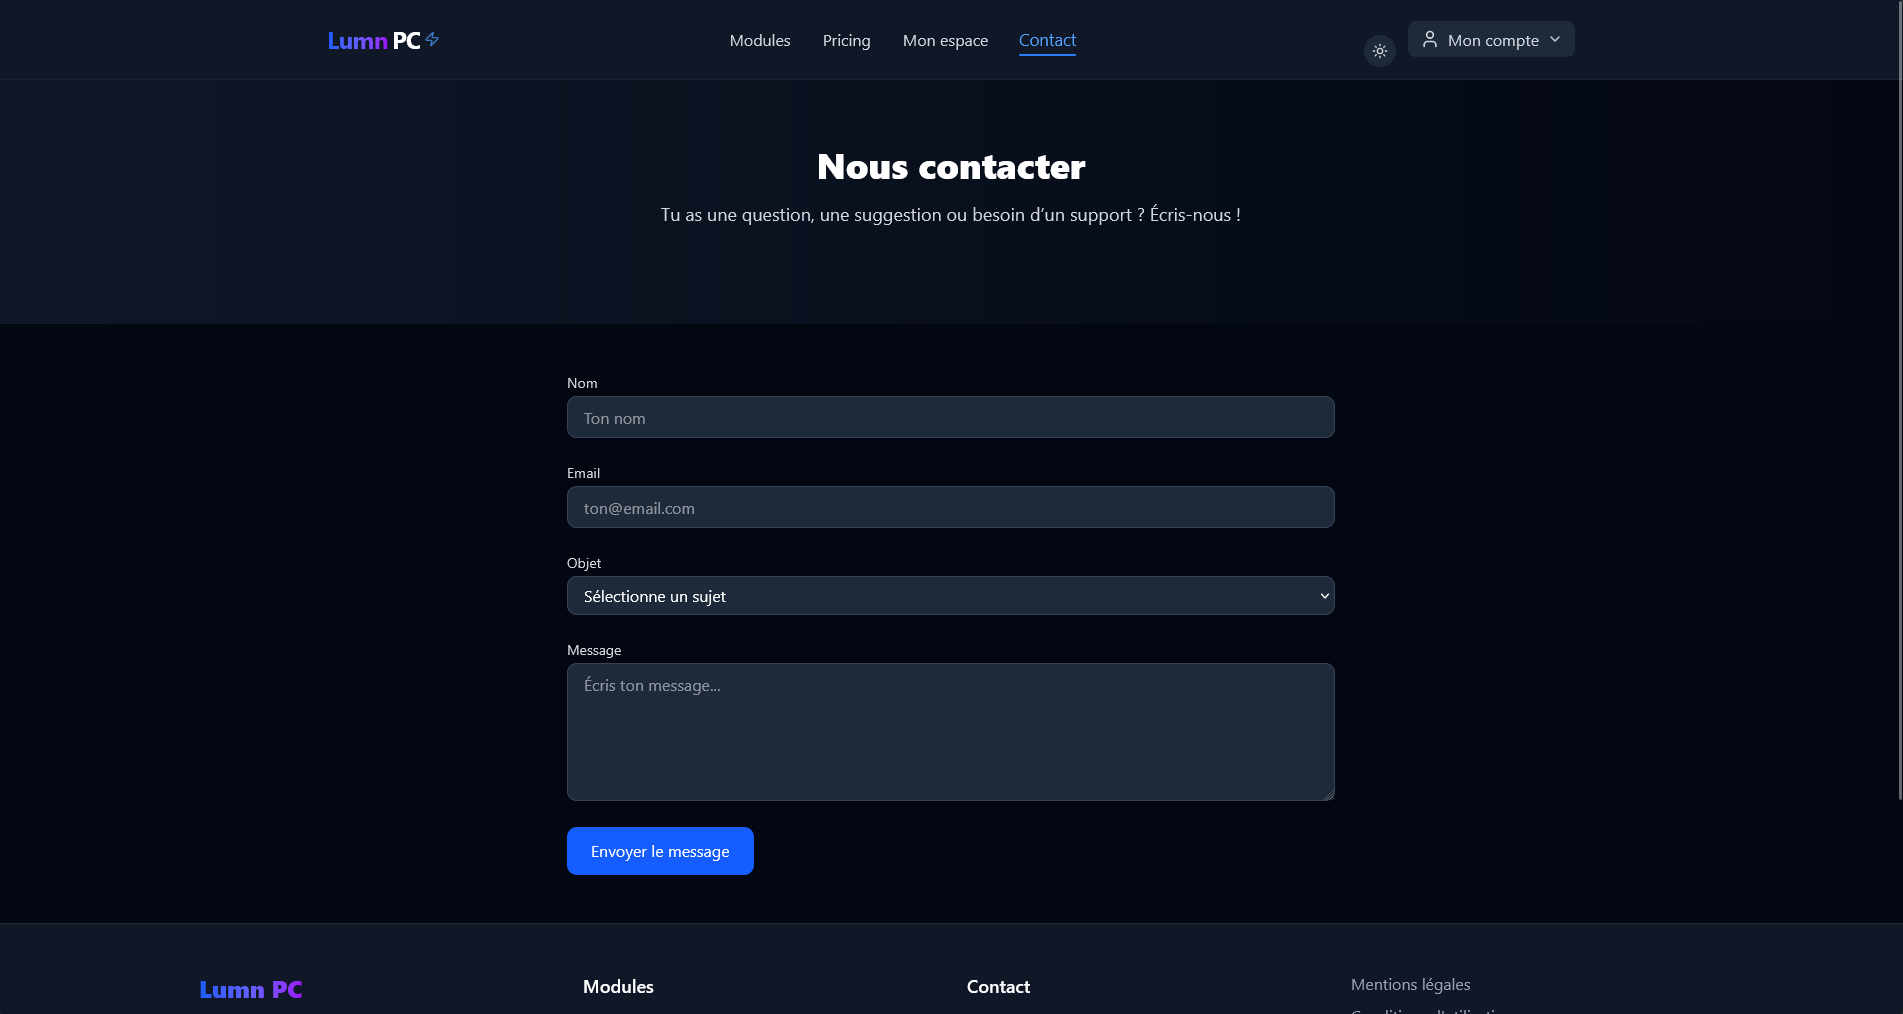 Lumn PC
Modules
Pricing
Mon espace
Contact
Mon compte
Nous contacter
Tu as une question, une suggestion ou besoin d’un support ? Écris-nous !
Nom
Ton nom
Email
ton@email.com
Objet
Sélectionne un sujet
Message
Écris ton message...
Envoyer le message
Lumn PC
Modules
Contact
Mentions légales